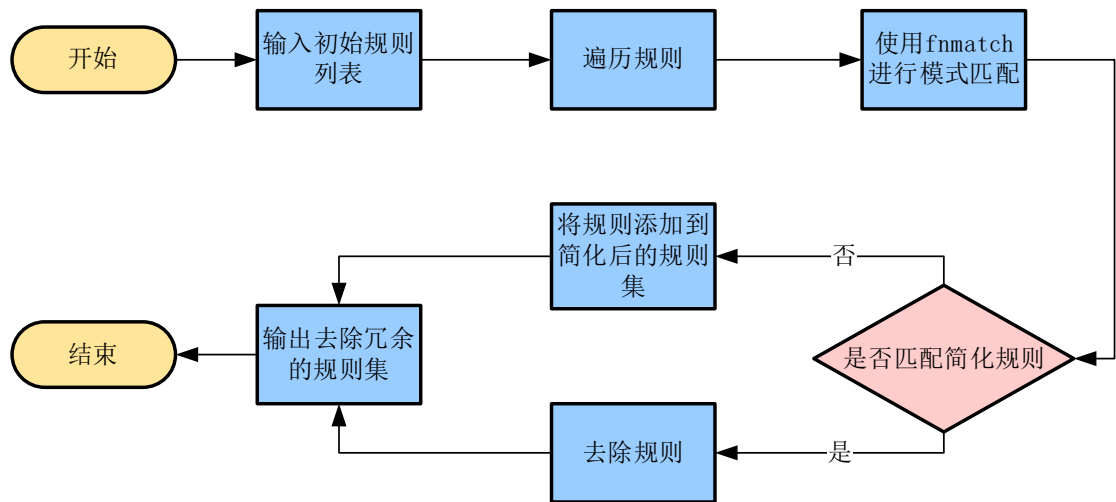 开始
输入初始规则
列表
遍历规则
使用fnmatch
进行模式匹配
将规则添加到
简化后的规则
集
否
是否匹配简化规则
是
去除规则
输出去除冗余
的规则集
结束